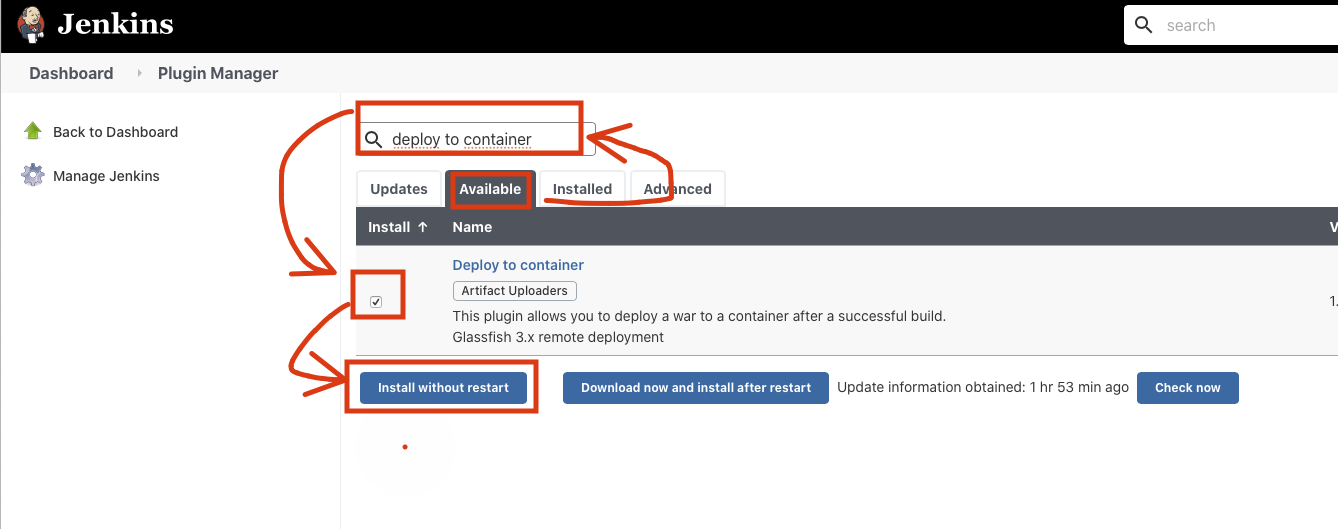 Jenkins
search
Dashboard Plugin Manager
Back to Dashboard
Manage Jenkins
deploy to container
Updates Available Installed Advanced
Install ↑ Name V
Deploy to container
Artifact Uploaders
This plugin allows you to deploy a war to a container after a successful build.
Glassfish 3.x remote deployment
1.
Install without restart Download now and install after restart Update information obtained: 1 hr 53 min ago Check now